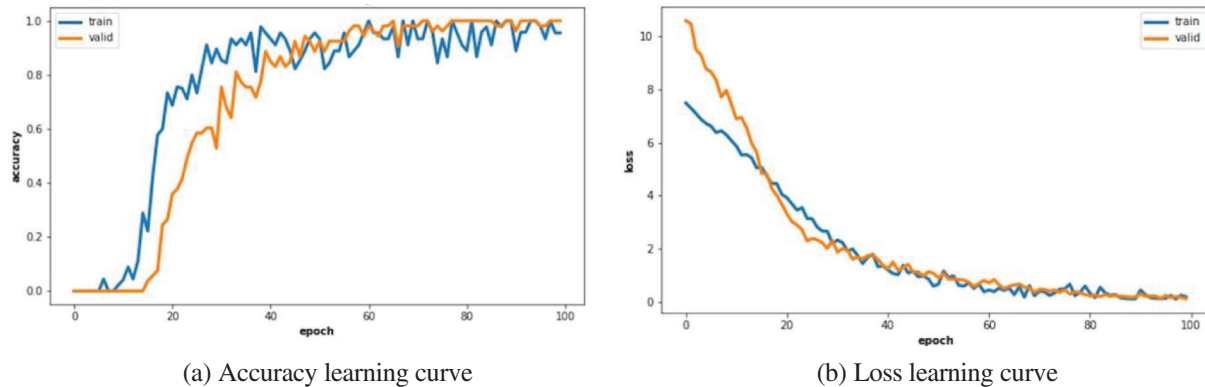 1.0
0.8
0.6
0.4
0.2
0.0
accuracy
train
valid
0
20
40
60
80
100
epoch
(a) Accuracy learning curve
10
8
6
4
2
0
loss
train
valid
0
20
40
60
80
100
epoch
(b) Loss learning curve